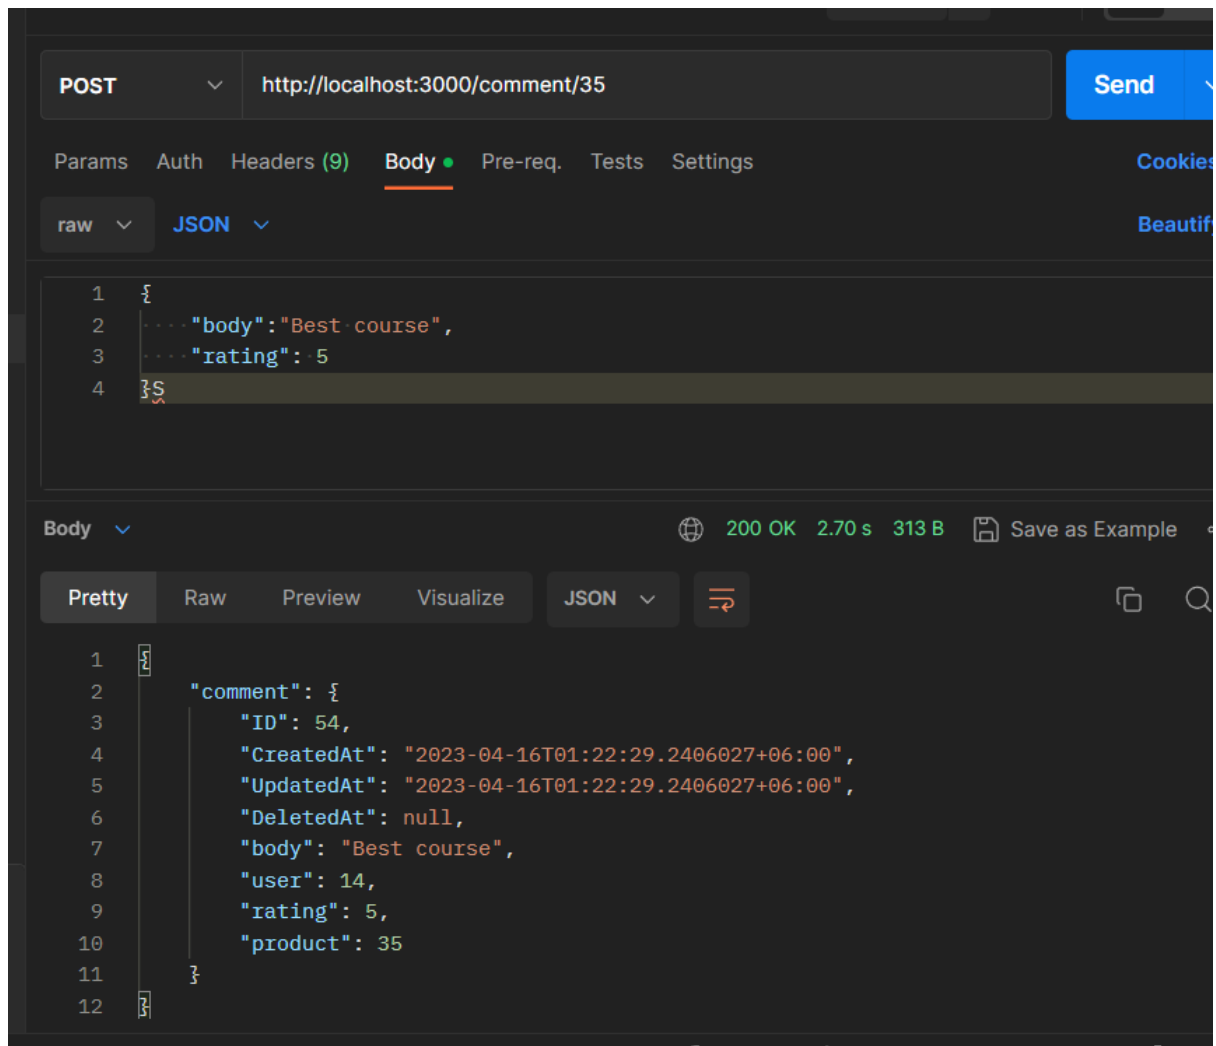 POST http://localhost:3000/comment/35 Send
Params Auth Headers (9) Body Pre-req. Tests Settings Cookies
raw JSON Beautify
1 {
2 "body":"Best course",
3 "rating": 5
4 }S
Body 200 OK 2.70 s 313 B Save as Example
Pretty Raw Preview Visualize JSON
1 {
2 "comment": {
3 "ID": 54,
4 "CreatedAt": "2023-04-16T01:22:29.2406027+06:00",
5 "UpdatedAt": "2023-04-16T01:22:29.2406027+06:00",
6 "DeletedAt": null,
7 "body": "Best course",
8 "user": 14,
9 "rating": 5,
10 "product": 35
11 }
12 }